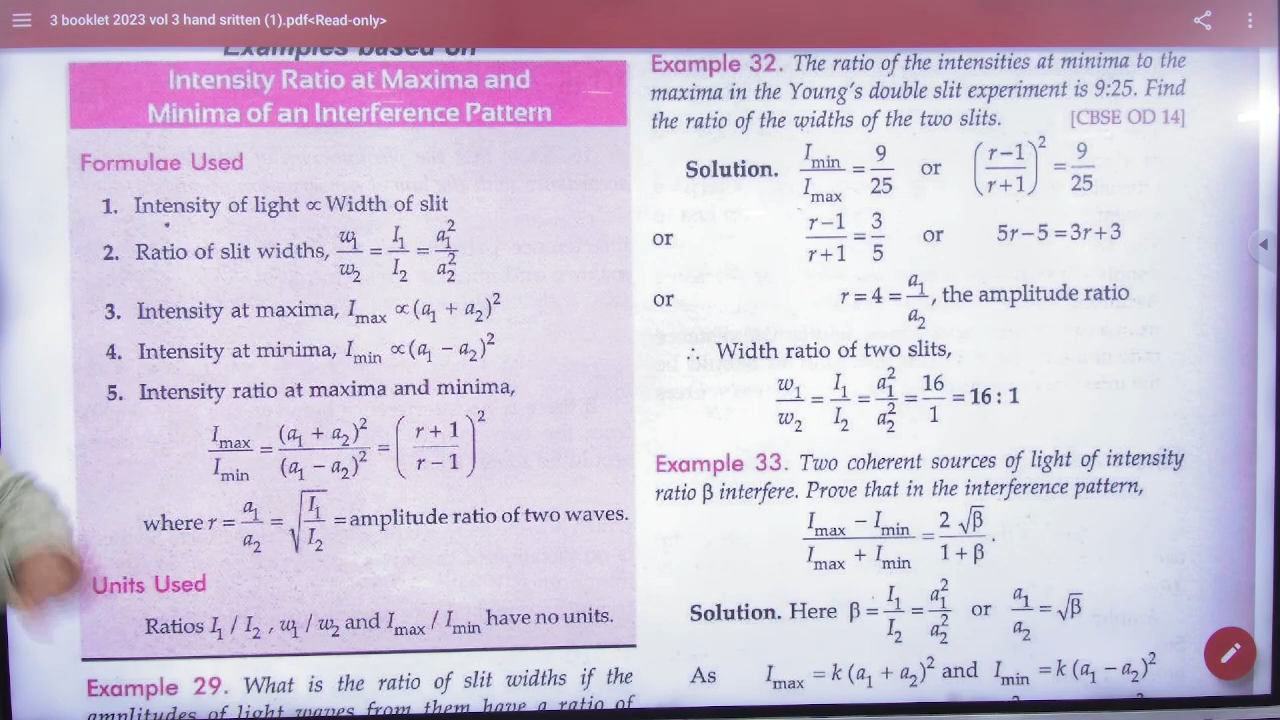 3 booklet 2023 vol 3 hand sritten (1).pdf<Read-only>
Examples based on
Intensity Ratio at Maxima and
Minima of an Interference Pattern
Formulae Used
1. Intensity of light ∝ Width of slit
2. Ratio of slit widths, w₁/w₂ = I₁/I₂ = a₁²/a₂²
3. Intensity at maxima, I_max ∝ (a₁ + a₂)²
4. Intensity at minima, I_min ∝ (a₁ − a₂)²
5. Intensity ratio at maxima and minima,
I_max/I_min = (a₁ + a₂)²/(a₁ − a₂)² = ((r + 1)/(r − 1))²
where r = a₁/a₂ = √(I₁/I₂) = amplitude ratio of two waves.
Units Used
Ratios I₁ / I₂ , w₁ / w₂ and I_max / I_min have no units.
Example 29. What is the ratio of slit widths if the
amplitudes of light waves from them have a ratio of
Example 32. The ratio of the intensities at minima to the
maxima in the Young's double slit experiment is 9:25. Find
the ratio of the widths of the two slits. [CBSE OD 14]
Solution. I_min/I_max = 9/25 or ((r−1)/(r+1))² = 9/25
or (r−1)/(r+1) = 3/5 or 5r−5=3r+3
or r = 4 = a₁/a₂, the amplitude ratio
∴ Width ratio of two slits,
w₁/w₂ = I₁/I₂ = a₁²/a₂² = 16/1 = 16 : 1
Example 33. Two coherent sources of light of intensity
ratio β interfere. Prove that in the interference pattern,
(I_max − I_min)/(I_max + I_min) = 2√β/(1 + β).
Solution. Here β = I₁/I₂ = a₁²/a₂² or a₁/a₂ = √β
As I_max = k (a₁ + a₂)² and I_min = k (a₁ − a₂)²